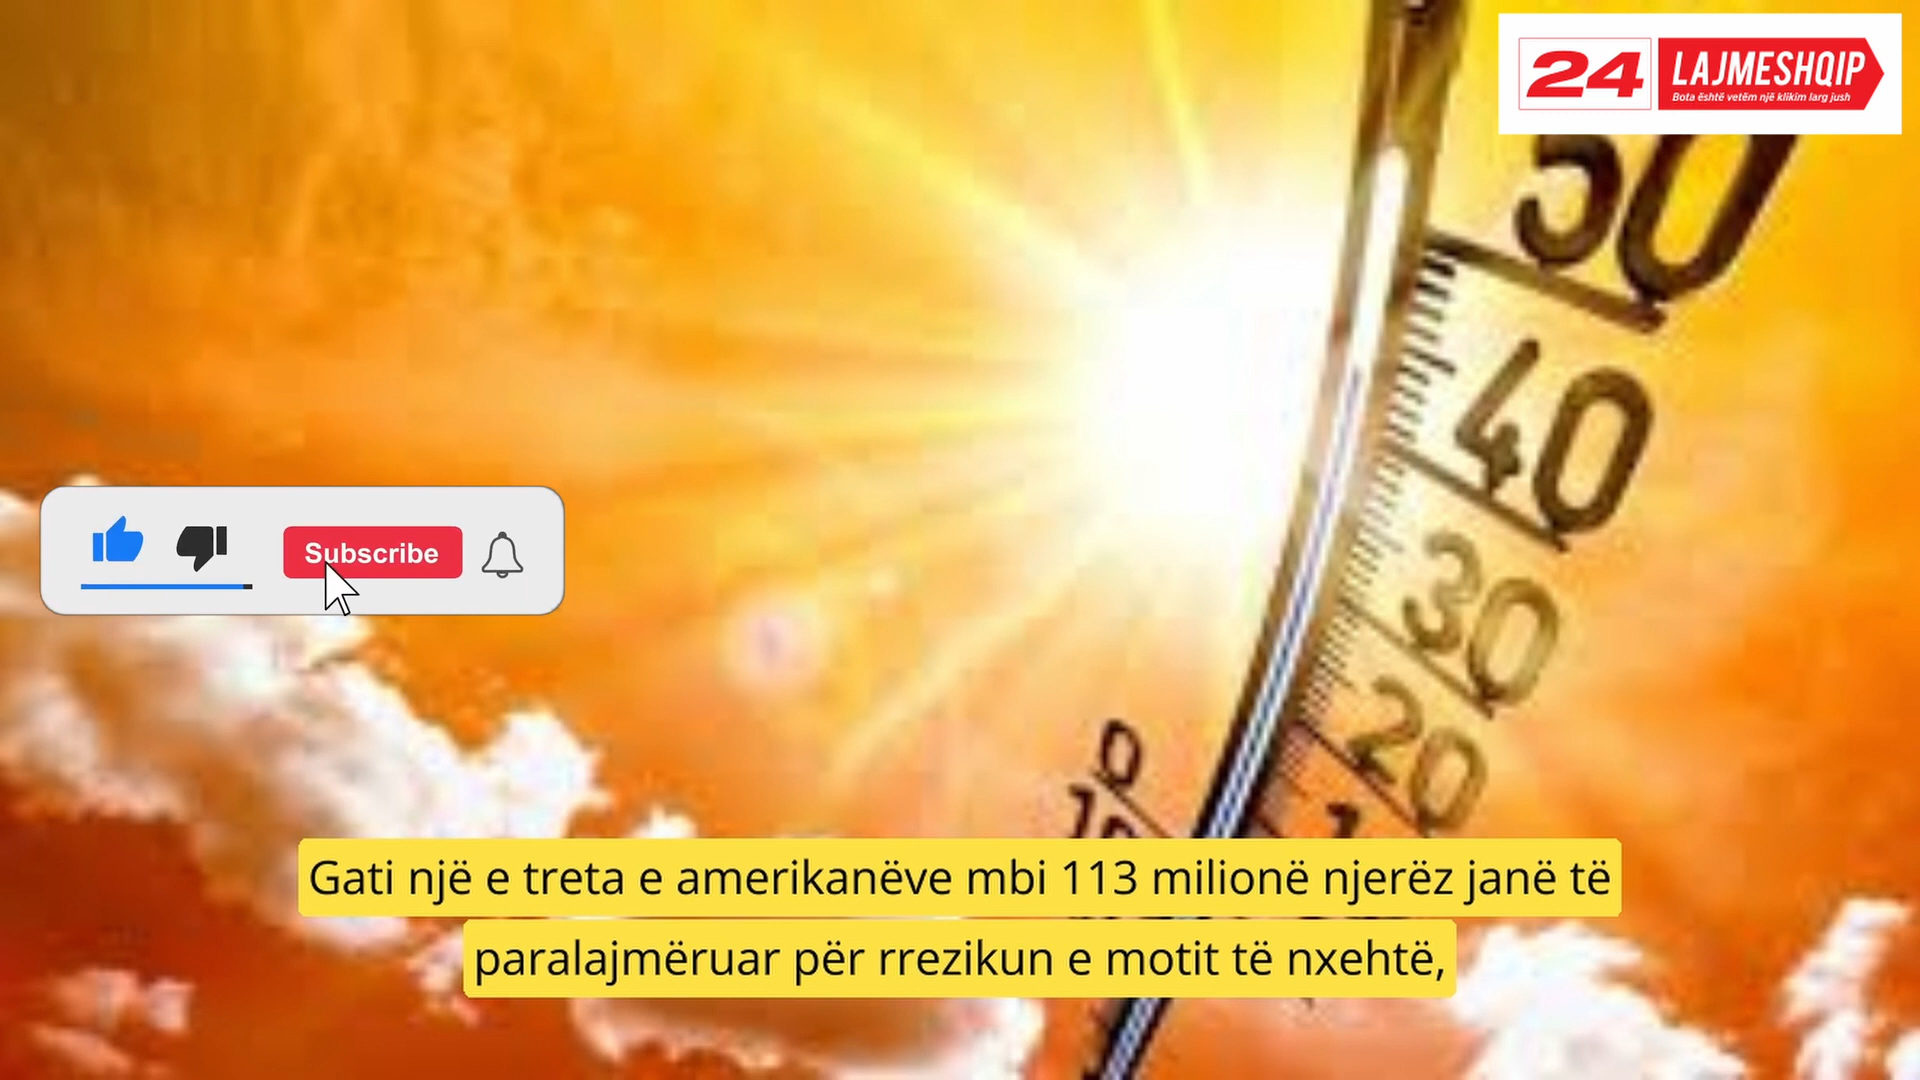 24 LAJMESHQIP
Bota është vetëm një klikim larg jush
50
40
30
20
0
10
Subscribe
Gati një e treta e amerikanëve mbi 113 milionë njerëz janë të
paralajmëruar për rrezikun e motit të nxehtë,